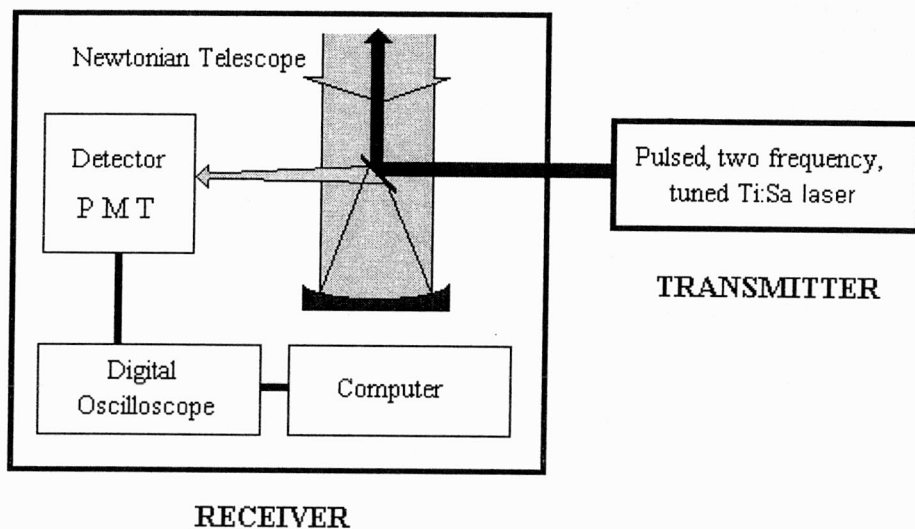 Newtonian Telescope
Detector
P M T
Pulsed, two frequency,
tuned Ti:Sa laser
TRANSMITTER
Digital
Oscilloscope
Computer
RECEIVER